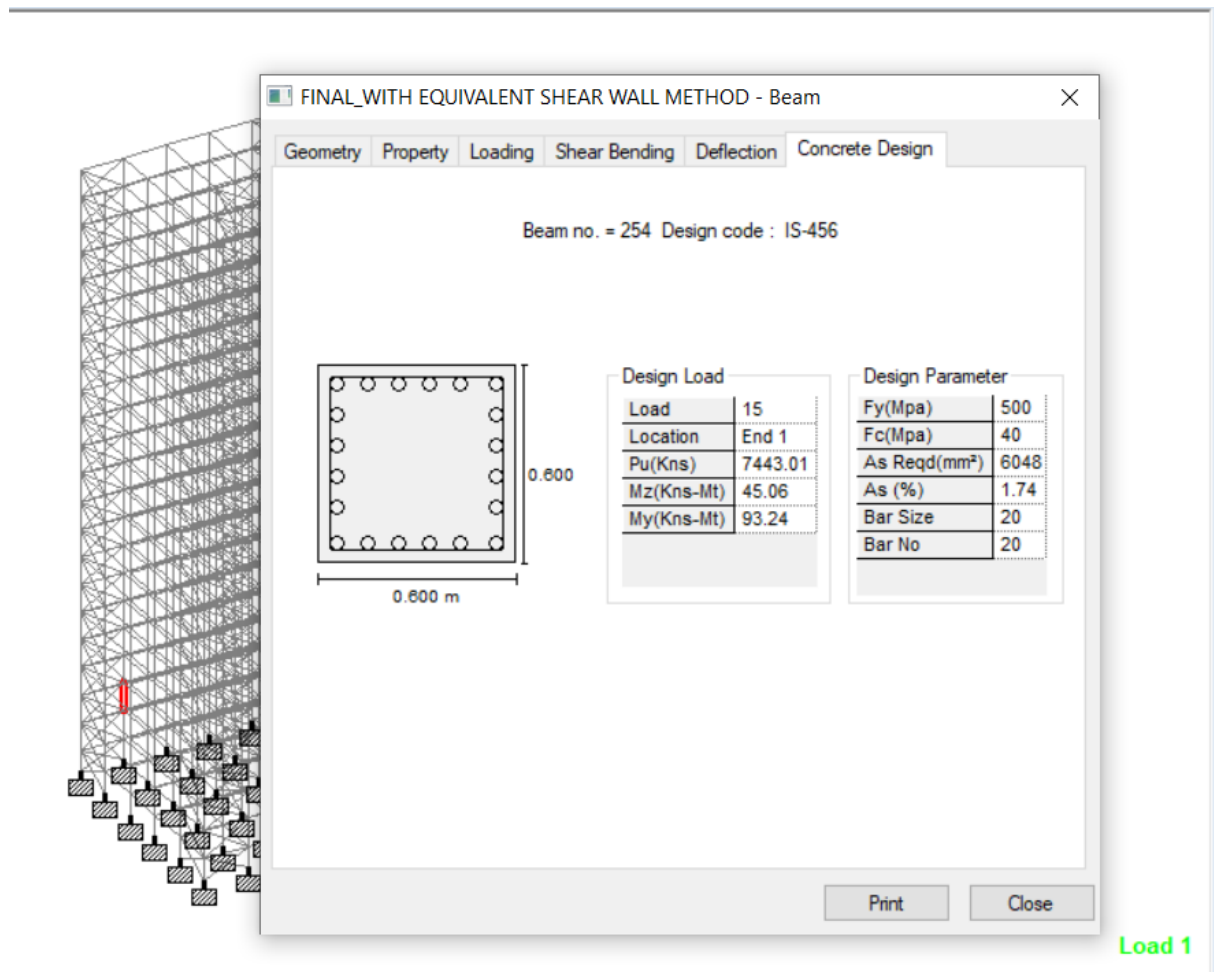 FINAL_WITH EQUIVALENT SHEAR WALL METHOD - Beam
Geometry Property Loading Shear Bending Deflection Concrete Design
Beam no. = 254 Design code : IS-456
0.600
0.600 m
Design Load
Load 15
Location End 1
Pu(Kns) 7443.01
Mz(Kns-Mt) 45.06
My(Kns-Mt) 93.24
Design Parameter
Fy(Mpa) 500
Fc(Mpa) 40
As Reqd(mm²) 6048
As (%) 1.74
Bar Size 20
Bar No 20
Print Close
Load 1